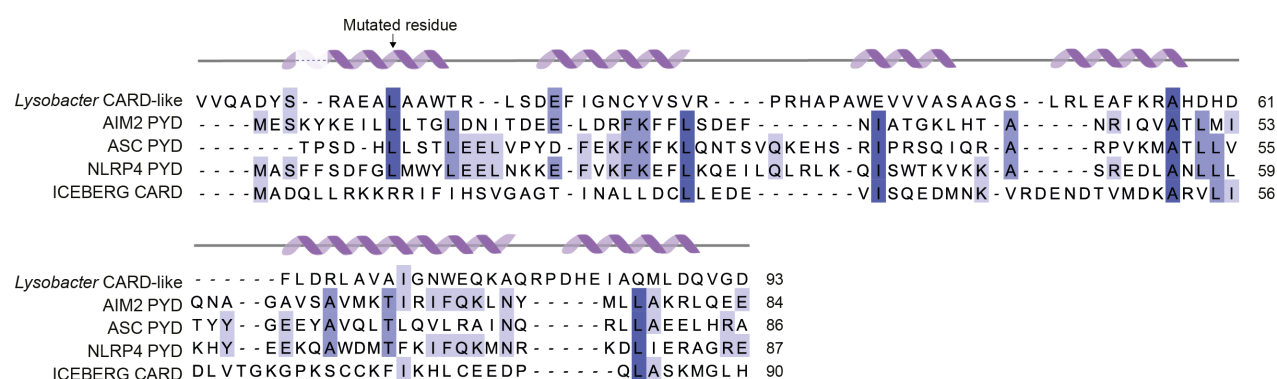 Mutated residue
Lysobacter CARD-like VVQADYS--RAEALAAWTR--LSDEFIGNCYVSVR----PRHAPAWEVVVASAAGS--LRLEAFKRAHDHD 61
AIM2 PYD ----MESKYKEILLLTGLDNITDEE-LDRFKFFLSDEF-------NIATGKLHT-A-----NRIQVATLMI 53
ASC PYD -------TPSD-HLLSTLEELVPYD-FEKFKFKLQNTSVQKEHS-RIPRSQIQR-A-----RPVKMATLLV 55
NLRP4 PYD ----MASFFSDFGLMWYLEELNKKE-FVKFKEFLKQEILQLRLK-QISWTKVKK-A-----SREDLANLLL 59
ICEBERG CARD ----MADQLLRKKRRIFIHSVGAGT-INALLDCLLEDE-------VISQEDMNK-VRDENDTVMDKARVLI 56
Lysobacter CARD-like ------FLDRLAVAIGNWEQKAQRPDHEIAQMLDQVGD 93
AIM2 PYD QNA--GAVSAVMKTIRIFQKLNY-----MLLAKRLQEE 84
ASC PYD TYY--GEEYAVQLTLQVLRAINQ-----RLLAEELHRA 86
NLRP4 PYD KHY--EEKQAWDMTFKIFQKMNR-----KDLIERAGRE 87
ICEBERG CARD DLVTGKGPKSCCKFIKHLCEEDP------QLASKMGLH 90